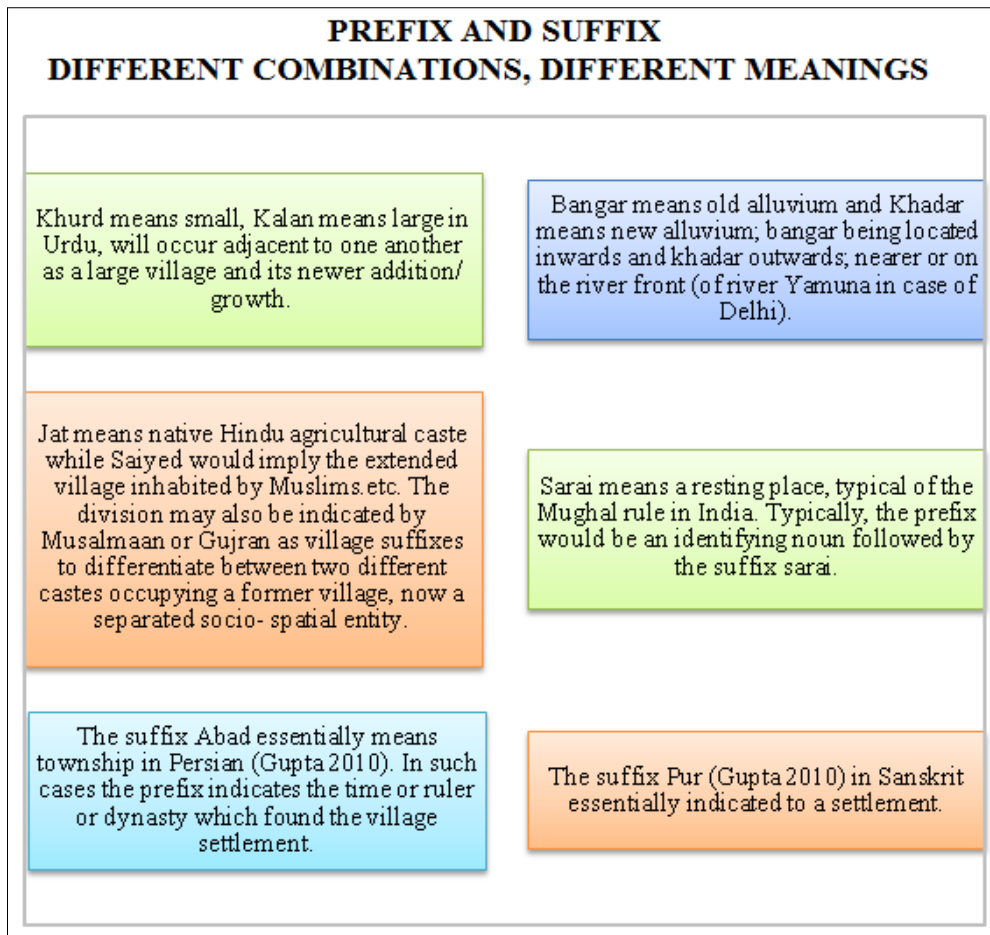 PREFIX AND SUFFIX
DIFFERENT COMBINATIONS, DIFFERENT MEANINGS
Khurd means small, Kalan means large in
Urdu, will occur adjacent to one another
as a large village and its newer addition/
growth.
Bangar means old alluvium and Khadar
means new alluvium; bangar being located
inwards and khadar outwards; nearer or on
the river front (of river Yamuna in case of
Delhi).
Jat means native Hindu agricultural caste
while Saiyed would imply the extended
village inhabited by Muslims.etc. The
division may also be indicated by
Musalmaan or Gujran as village suffixes
to differentiate between two different
castes occupying a former village, now a
separated socio- spatial entity.
Sarai means a resting place, typical of the
Mughal rule in India. Typically, the prefix
would be an identifying noun followed by
the suffix sarai.
The suffix Abad essentially means
township in Persian (Gupta 2010). In such
cases the prefix indicates the time or ruler
or dynasty which found the village
settlement.
The suffix Pur (Gupta 2010) in Sanskrit
essentially indicated to a settlement.